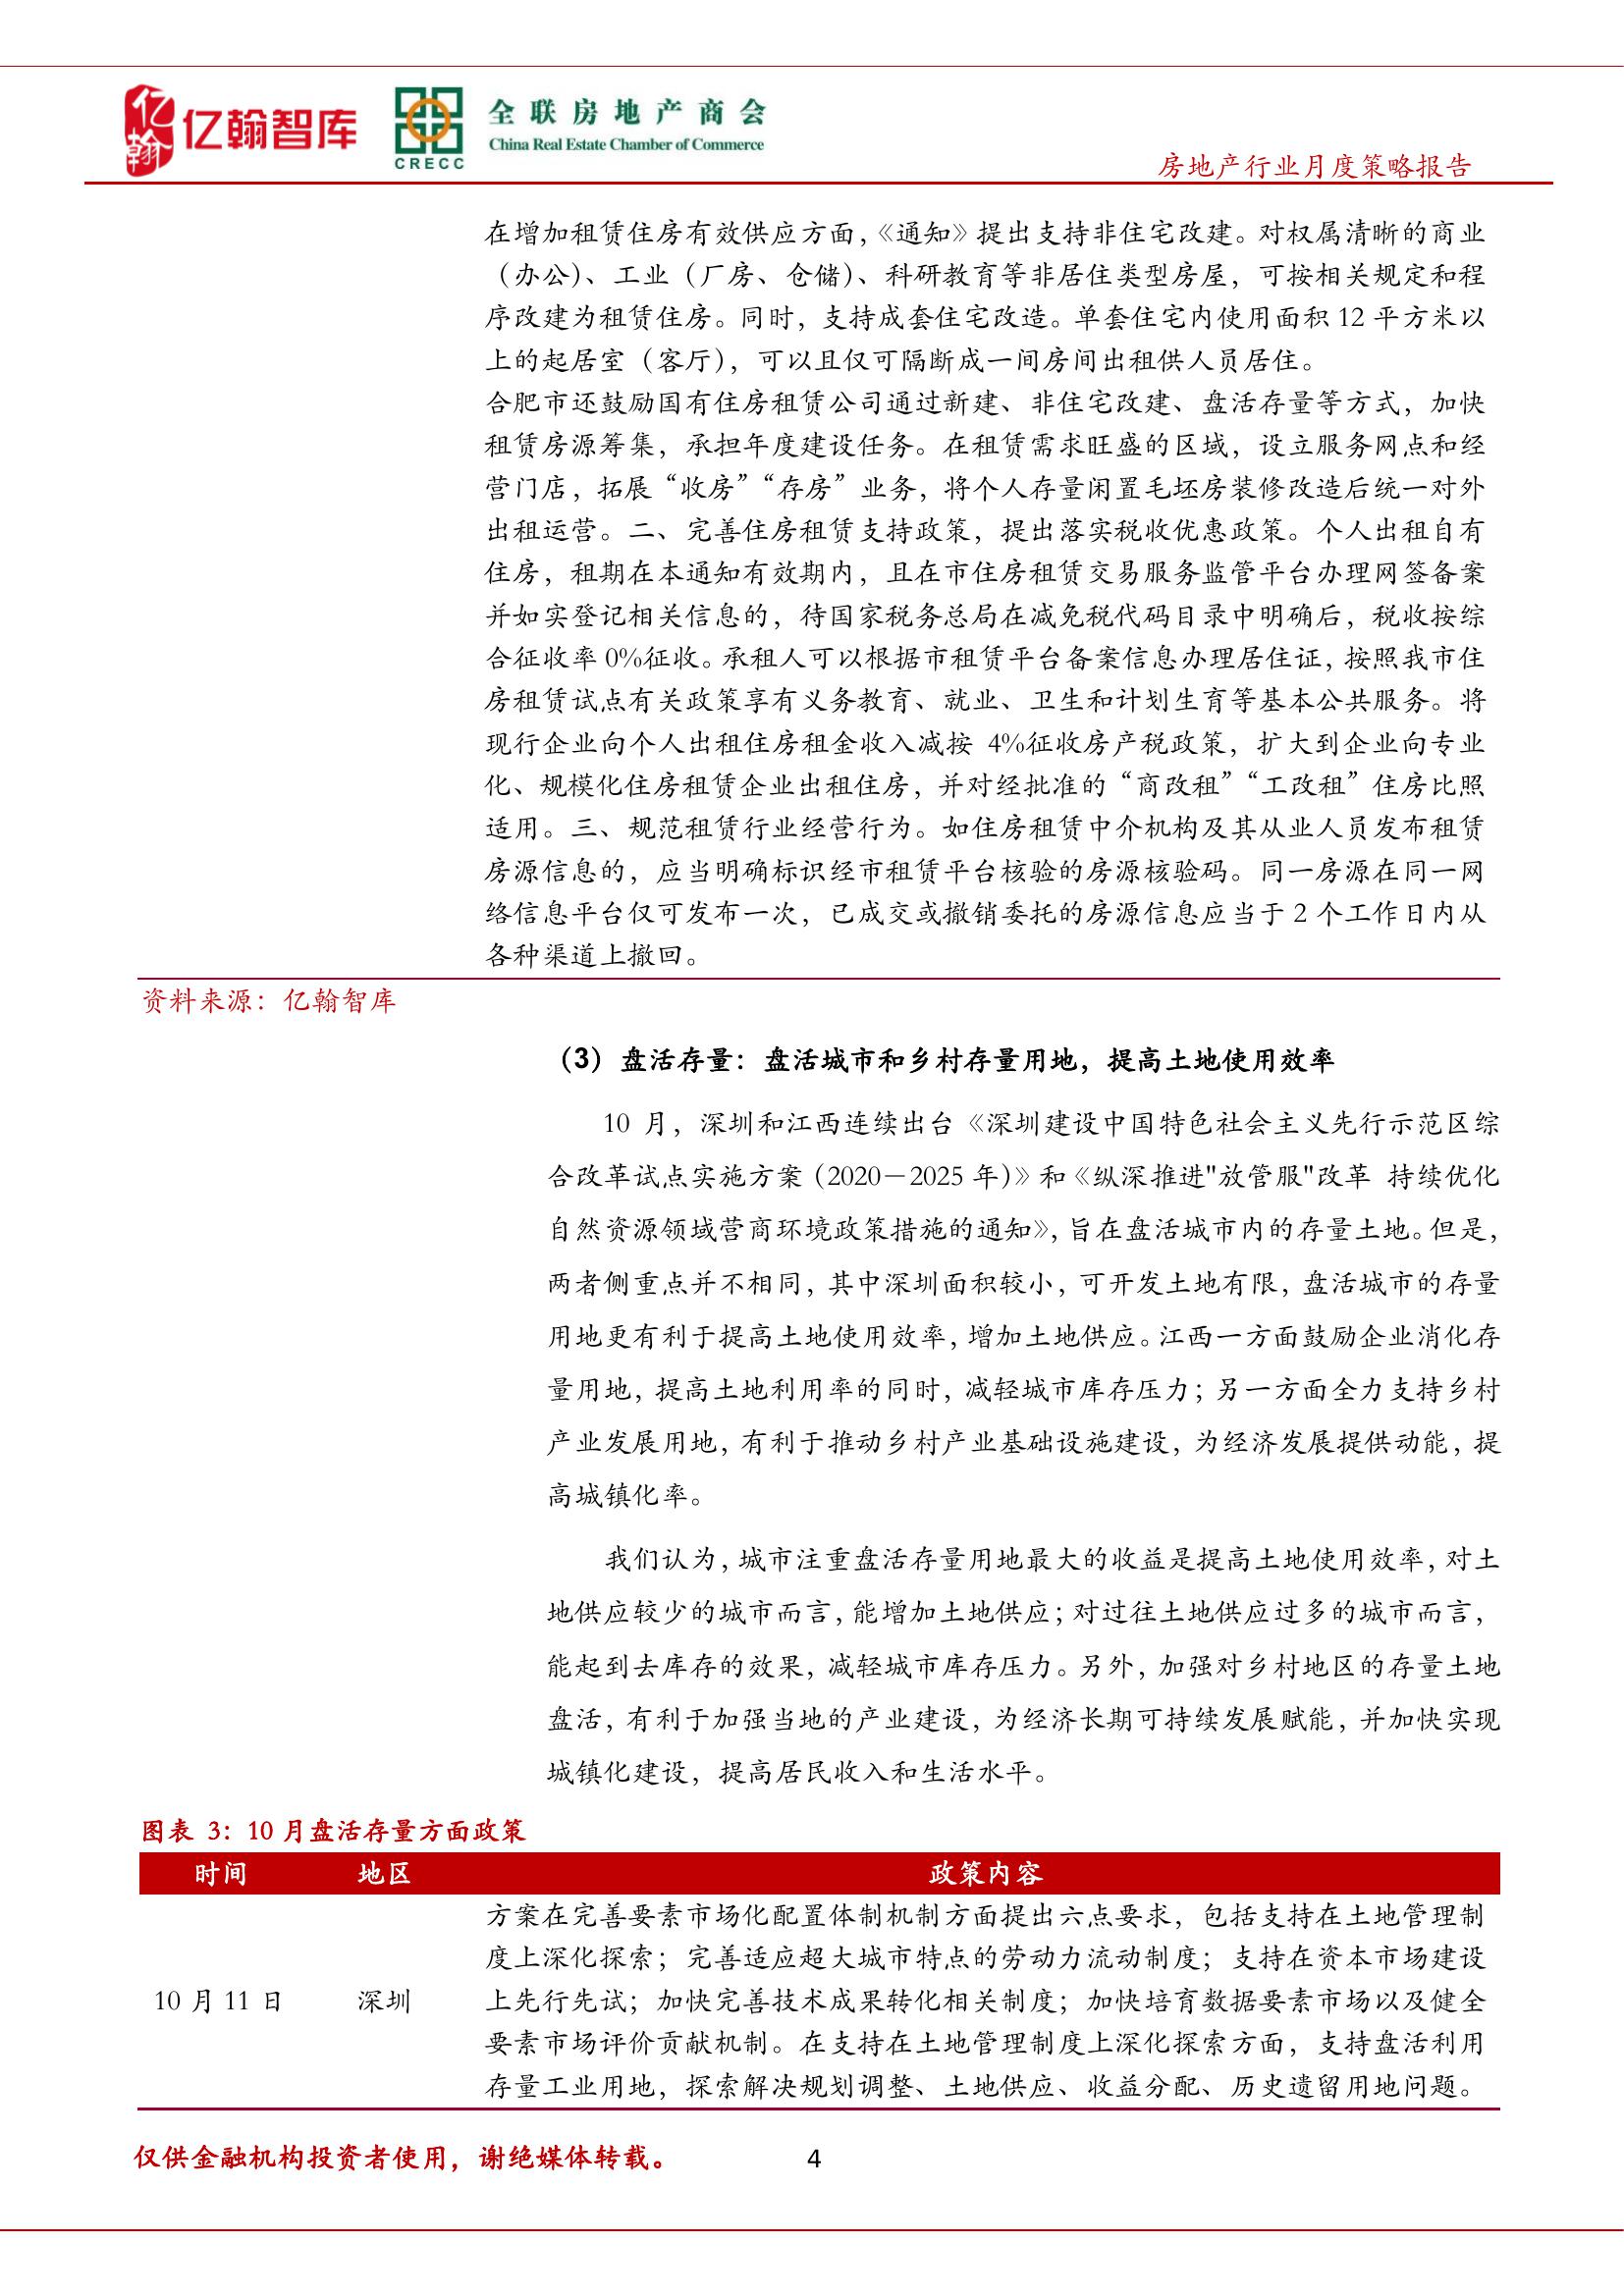 亿翰
亿翰智库
CRECC
全联房地产商会
China Real Estate Chamber of Commerce
房地产行业月度策略报告
在增加租赁住房有效供应方面，《通知》提出支持非住宅改建。对权属清晰的商业
（办公）、工业（厂房、仓储）、科研教育等非居住类型房屋，可按相关规定和程
序改建为租赁住房。同时，支持成套住宅改造。单套住宅内使用面积 12 平方米以
上的起居室（客厅），可以且仅可隔断成一间房间出租供人员居住。
合肥市还鼓励国有住房租赁公司通过新建、非住宅改建、盘活存量等方式，加快
租赁房源筹集，承担年度建设任务。在租赁需求旺盛的区域，设立服务网点和经
营门店，拓展“收房”“存房”业务，将个人存量闲置毛坯房装修改造后统一对外
出租运营。二、完善住房租赁支持政策，提出落实税收优惠政策。个人出租自有
住房，租期在本通知有效期内，且在市住房租赁交易服务监管平台办理网签备案
并如实登记相关信息的，待国家税务总局在减免税代码目录中明确后，税收按综
合征收率 0%征收。承租人可以根据市租赁平台备案信息办理居住证，按照我市住
房租赁试点有关政策享有义务教育、就业、卫生和计划生育等基本公共服务。将
现行企业向个人出租住房租金收入减按 4%征收房产税政策，扩大到企业向专业
化、规模化住房租赁企业出租住房，并对经批准的“商改租”“工改租”住房比照
适用。三、规范租赁行业经营行为。如住房租赁中介机构及其从业人员发布租赁
房源信息的，应当明确标识经市租赁平台核验的房源核验码。同一房源在同一网
络信息平台仅可发布一次，已成交或撤销委托的房源信息应当于 2 个工作日内从
各种渠道上撤回。
资料来源：亿翰智库
（3）盘活存量：盘活城市和乡村存量用地，提高土地使用效率
10 月，深圳和江西连续出台《深圳建设中国特色社会主义先行示范区综
合改革试点实施方案（2020－2025 年）》和《纵深推进"放管服"改革 持续优化
自然资源领域营商环境政策措施的通知》，旨在盘活城市内的存量土地。但是，
两者侧重点并不相同，其中深圳面积较小，可开发土地有限，盘活城市的存量
用地更有利于提高土地使用效率，增加土地供应。江西一方面鼓励企业消化存
量用地，提高土地利用率的同时，减轻城市库存压力；另一方面全力支持乡村
产业发展用地，有利于推动乡村产业基础设施建设，为经济发展提供动能，提
高城镇化率。
我们认为，城市注重盘活存量用地最大的收益是提高土地使用效率，对土
地供应较少的城市而言，能增加土地供应；对过往土地供应过多的城市而言，
能起到去库存的效果，减轻城市库存压力。另外，加强对乡村地区的存量土地
盘活，有利于加强当地的产业建设，为经济长期可持续发展赋能，并加快实现
城镇化建设，提高居民收入和生活水平。
图表 3：10 月盘活存量方面政策
时间 地区 政策内容
方案在完善要素市场化配置体制机制方面提出六点要求，包括支持在土地管理制
度上深化探索；完善适应超大城市特点的劳动力流动制度；支持在资本市场建设
10 月 11 日 深圳 上先行先试；加快完善技术成果转化相关制度；加快培育数据要素市场以及健全
要素市场评价贡献机制。在支持在土地管理制度上深化探索方面，支持盘活利用
存量工业用地，探索解决规划调整、土地供应、收益分配、历史遗留用地问题。
仅供金融机构投资者使用，谢绝媒体转载。
4